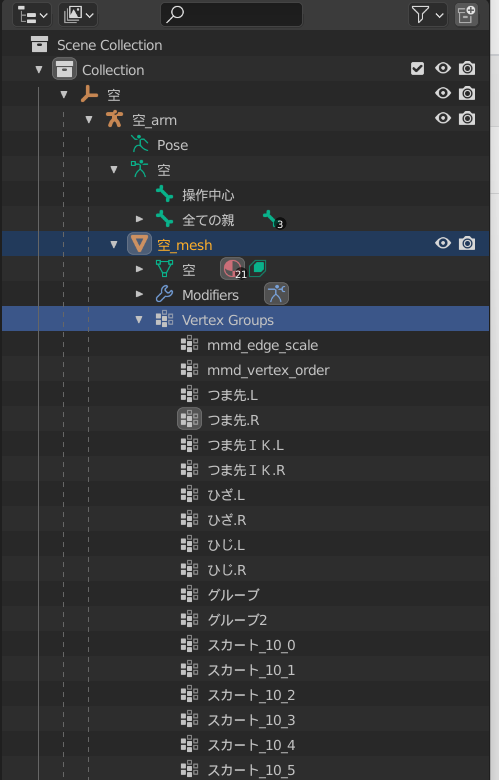 Scene Collection
Collection
空
空_arm
Pose
空
操作中心
全ての親 3
空_mesh
空 21
Modifiers
Vertex Groups
mmd_edge_scale
mmd_vertex_order
つま先.L
つま先.R
つま先ＩＫ.L
つま先ＩＫ.R
ひざ.L
ひざ.R
ひじ.L
ひじ.R
グループ
グループ2
スカート_10_0
スカート_10_1
スカート_10_2
スカート_10_3
スカート_10_4
スカート_10_5